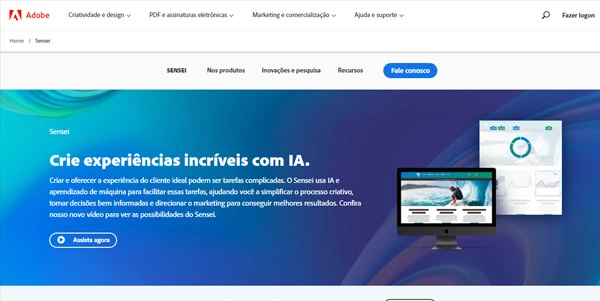 Adobe
Criatividade e design
PDF e assinaturas eletrônicas
Marketing e comercialização
Ajuda e suporte
Fazer logon
Home / Sensei
SENSEI
Nos produtos
Inovações e pesquisa
Recursos
Fale conosco
Sensei
Crie experiências incríveis com IA.
Criar e oferecer a experiência do cliente ideal podem ser tarefas complicadas. O Sensei usa IA e
aprendizado de máquina para facilitar essas tarefas, ajudando você a simplificar o processo criativo,
tomar decisões bem informadas e direcionar o marketing para conseguir melhores resultados. Confira
nosso novo vídeo para ver as possibilidades do Sensei.
Assista agora